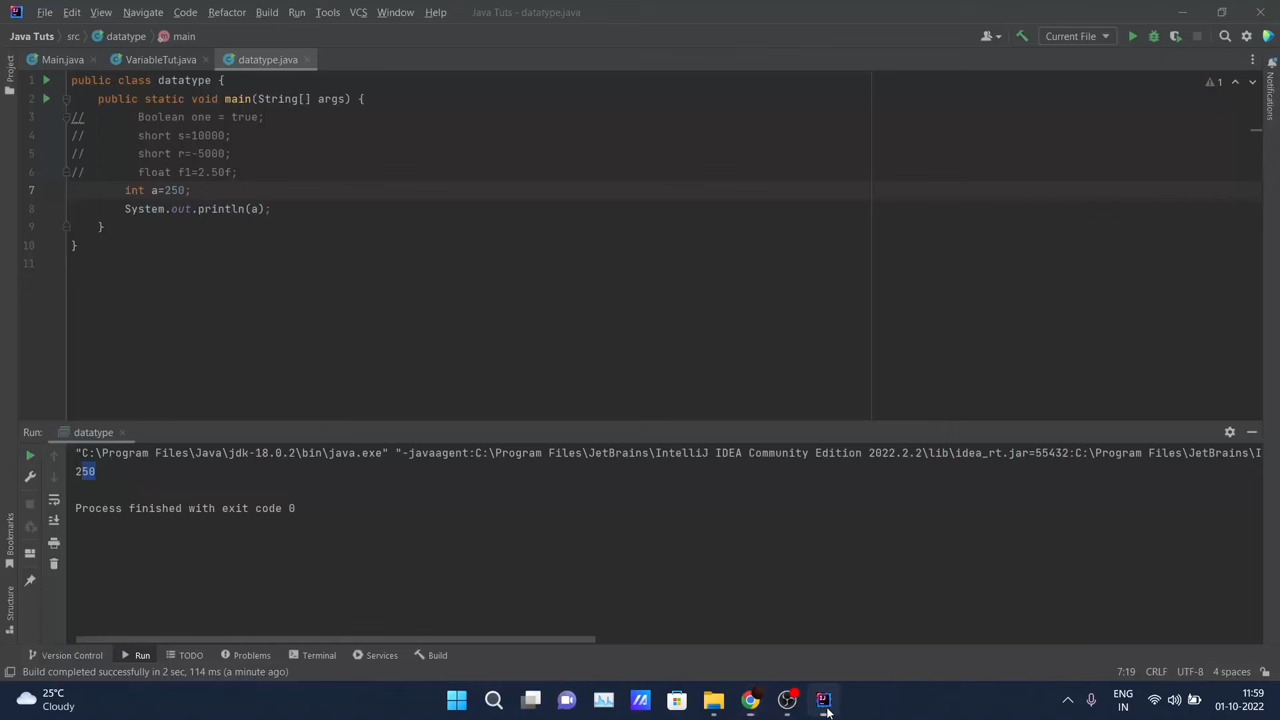 File Edit View Navigate Code Refactor Build Run Tools VCS Window Help Java Tuts - datatype.java
Java Tuts src datatype main Current File
Main.java VariableTut.java datatype.java
Project
Notifications
1 public class datatype { 1
2 public static void main(String[] args) {
3 // Boolean one = true;
4 // short s=10000;
5 // short r=-5000;
6 // float f1=2.50f;
7 int a=250;
8 System.out.println(a);
9 }
10 }
11
Run: datatype
"C:\Program Files\Java\jdk-18.0.2\bin\java.exe" "-javaagent:C:\Program Files\JetBrains\IntelliJ IDEA Community Edition 2022.2.2\lib\idea_rt.jar=55432:C:\Program Files\JetBrains\I
250
Process finished with exit code 0
Bookmarks
Structure
Version Control Run TODO Problems Terminal Services Build
Build completed successfully in 2 sec, 114 ms (a minute ago) 7:19 CRLF UTF-8 4 spaces
25°C ENG 11:59
Cloudy IN 01-10-2022